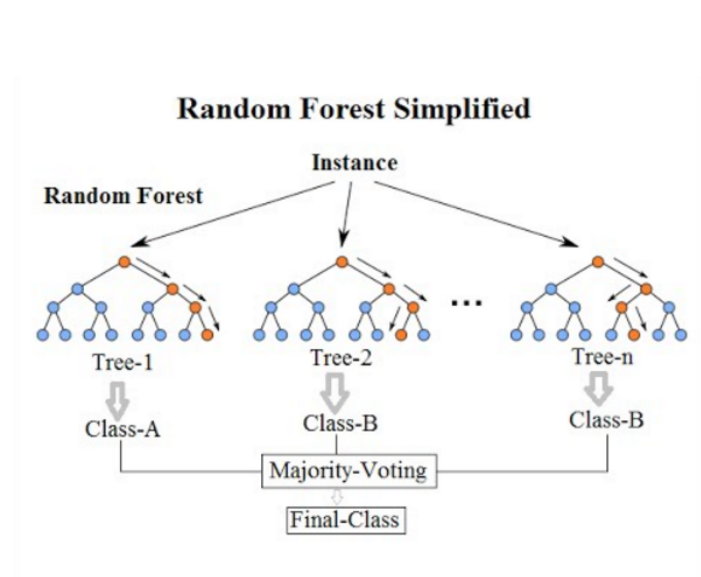 Random Forest Simplified
Instance
Random Forest
...
Tree-1 Tree-2 Tree-n
Class-A Class-B Class-B
Majority-Voting
Final-Class